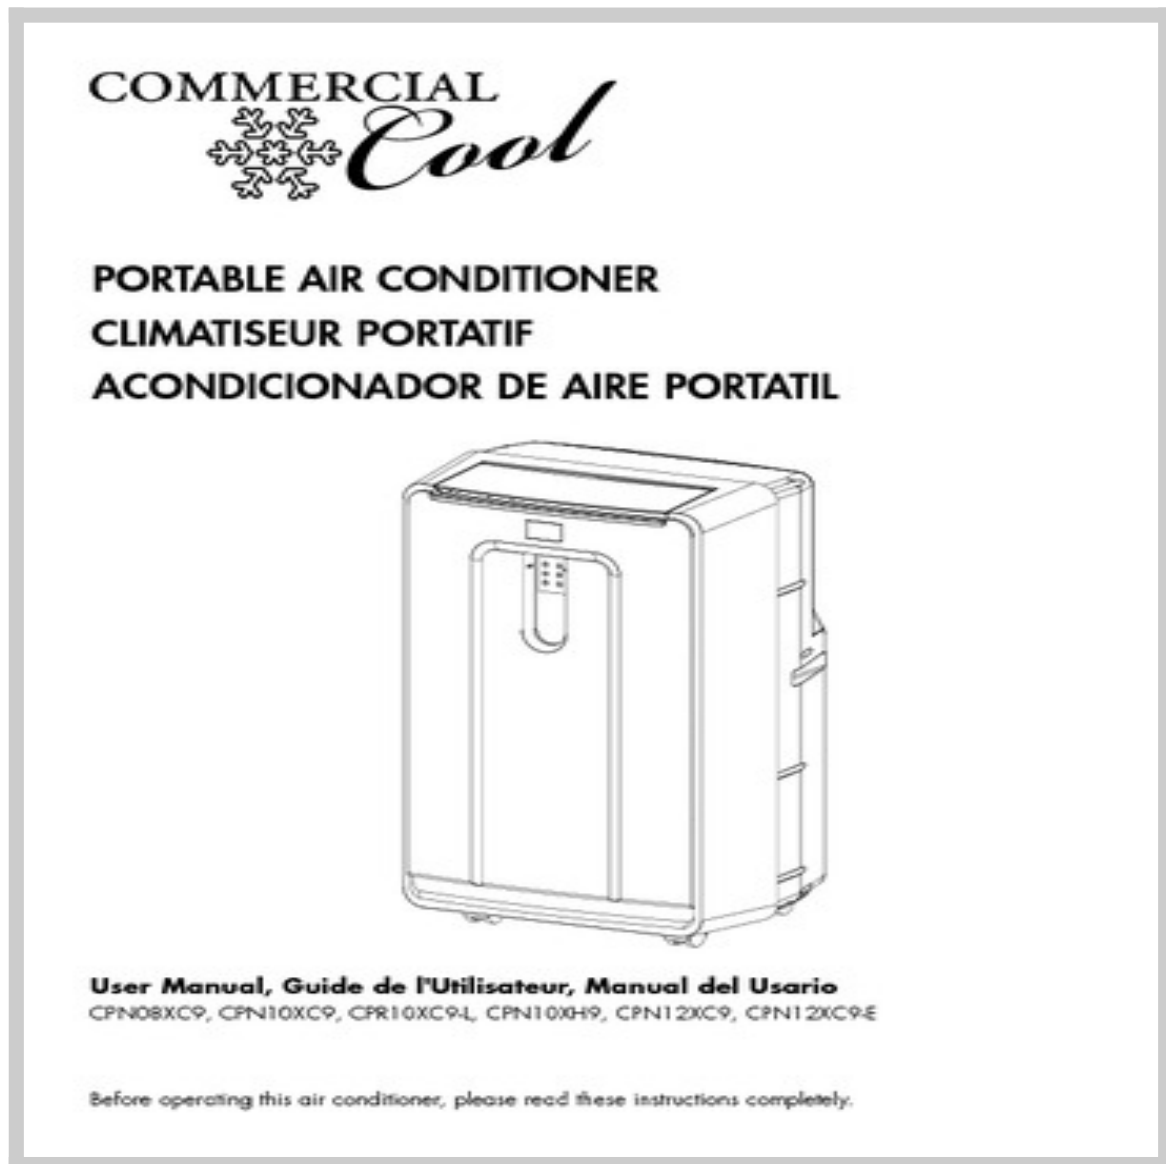 COMMERCIAL
Cool
PORTABLE AIR CONDITIONER
CLIMATISEUR PORTATIF
ACONDICIONADOR DE AIRE PORTATIL
User Manual, Guide de l'Utilisateur, Manual del Usario
CPN08XC9, CPN10XC9, CPR10XC9-L, CPN10XH9, CPN12XC9, CPN12XC9-E
Before operating this air conditioner, please read these instructions completely.